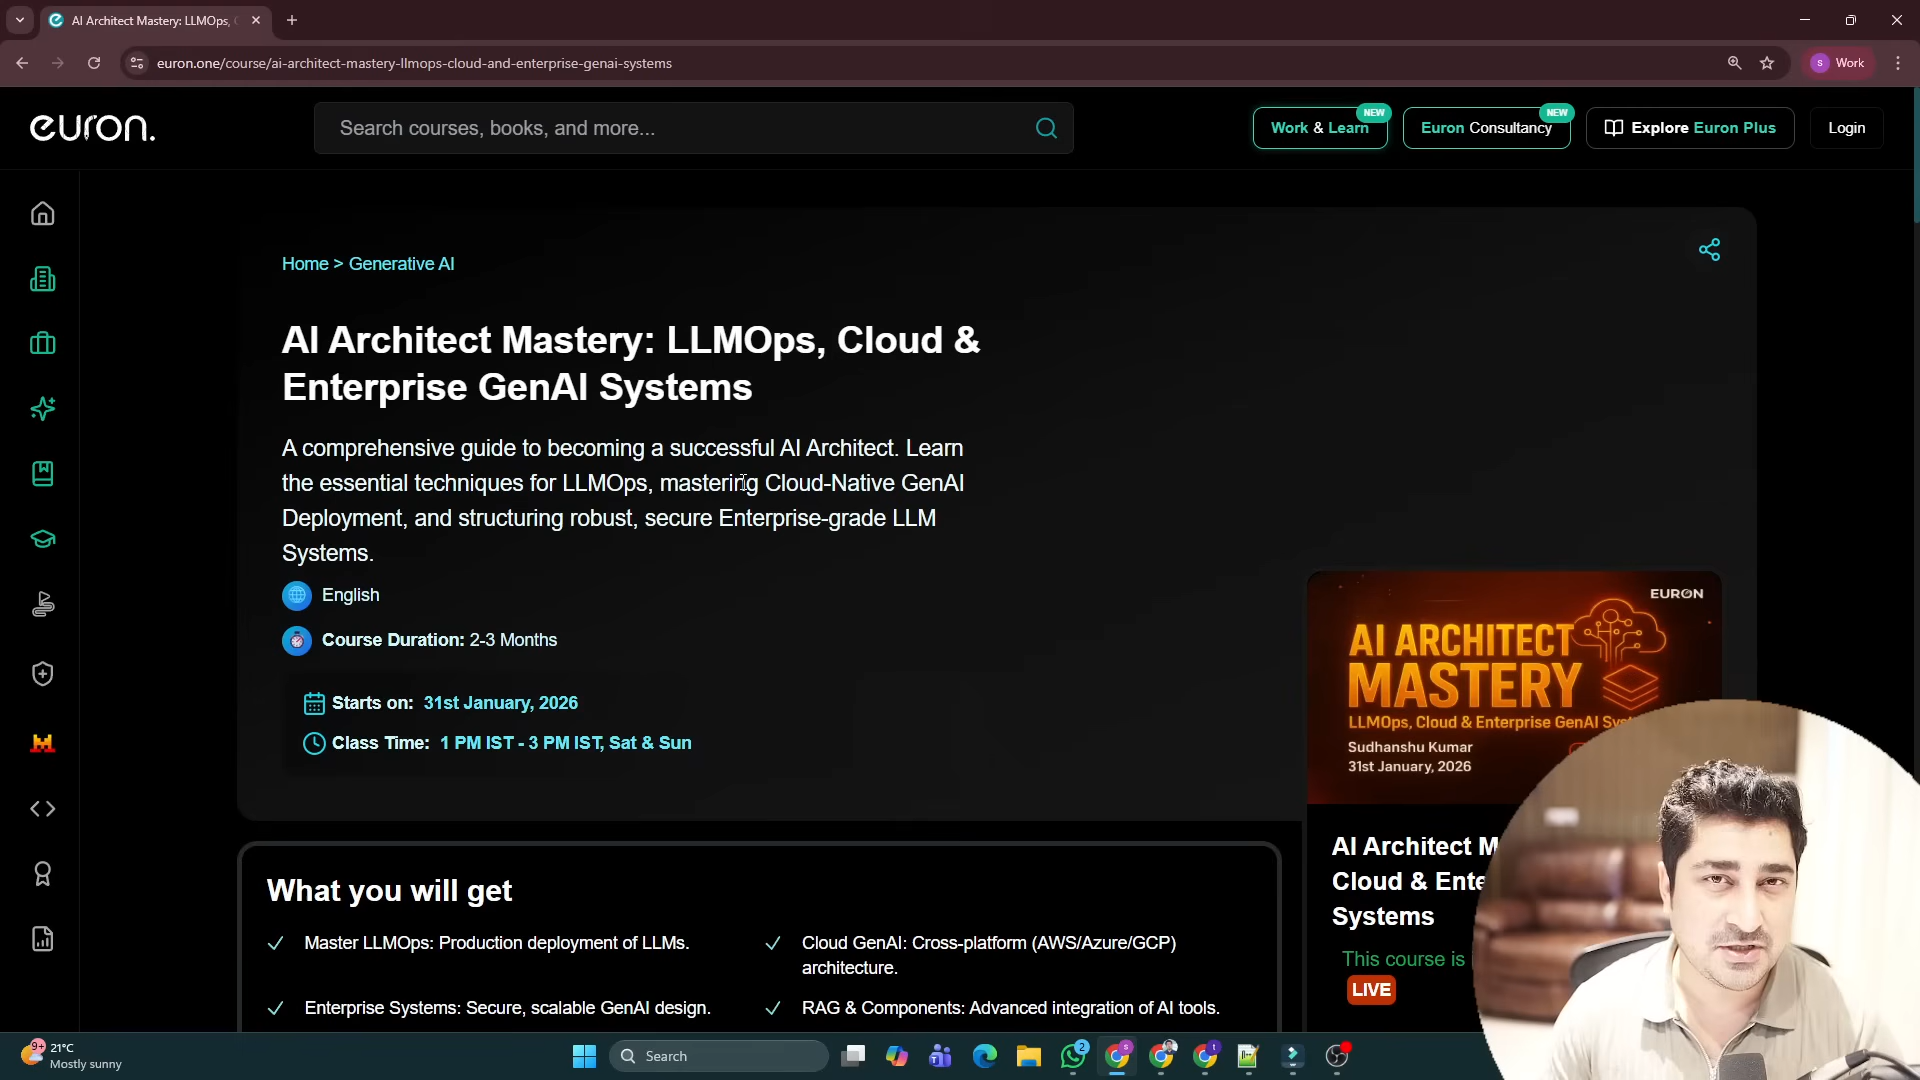 AI Architect Mastery: LLMOps,
euron.one/course/ai-architect-mastery-llmops-cloud-and-enterprise-genai-systems
S Work
euron.
Search courses, books, and more...
NEW
Work & Learn
NEW
Euron Consultancy
Explore Euron Plus
Login
Home > Generative AI
AI Architect Mastery: LLMOps, Cloud &
Enterprise GenAI Systems
A comprehensive guide to becoming a successful AI Architect. Learn
the essential techniques for LLMOps, mastering Cloud-Native GenAI
Deployment, and structuring robust, secure Enterprise-grade LLM
Systems.
English
Course Duration: 2-3 Months
Starts on: 31st January, 2026
Class Time: 1 PM IST - 3 PM IST, Sat & Sun
EURON
AI ARCHITECT
MASTERY
LLMOps, Cloud & Enterprise GenAI
Sudhanshu Kumar
31st January, 2026
AI Architect
Cloud &
Systems
This course is
LIVE
What you will get
Master LLMOps: Production deployment of LLMs.
Cloud GenAI: Cross-platform (AWS/Azure/GCP)
architecture.
Enterprise Systems: Secure, scalable GenAI design.
RAG & Components: Advanced integration of AI tools.
9+
21°C
Mostly sunny
Search
2